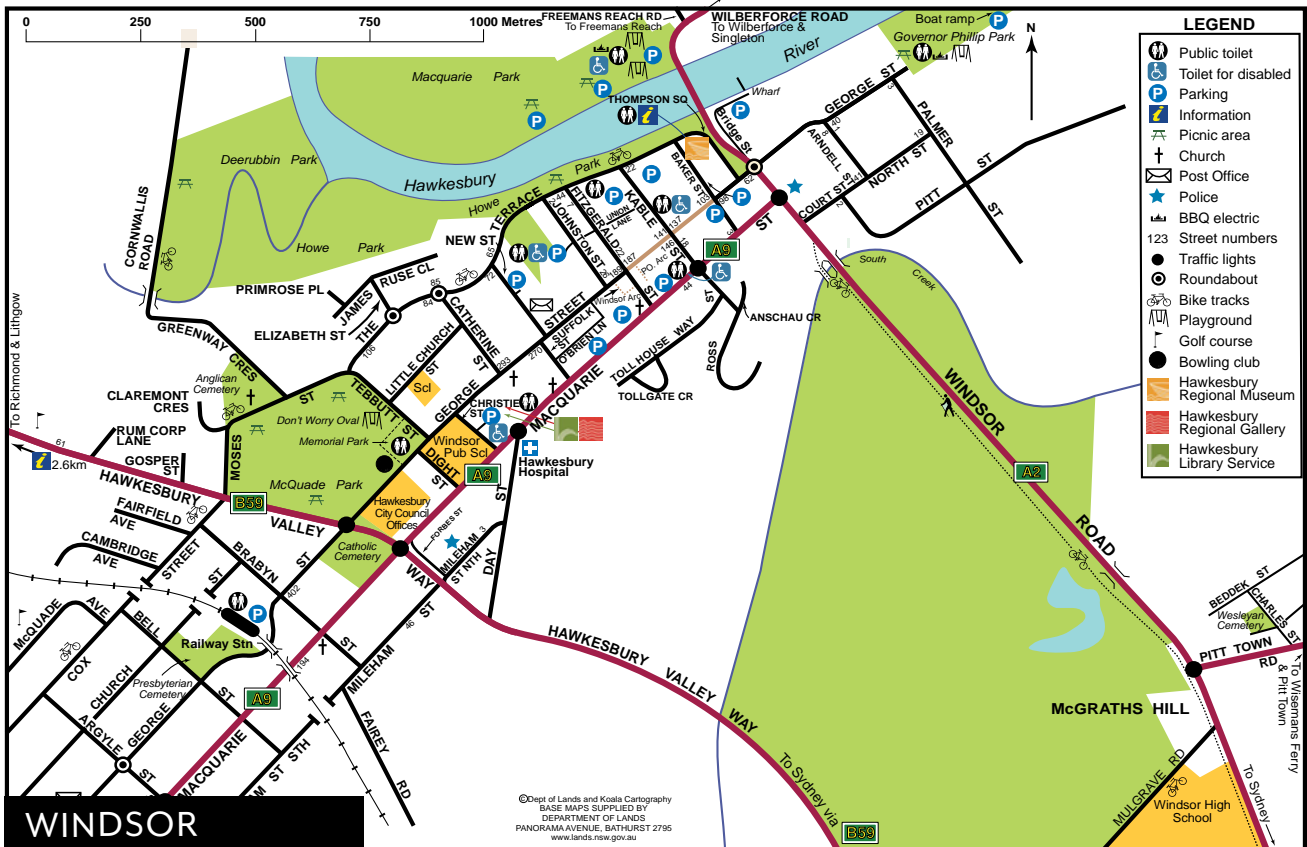 0 250 500 750 1000 Metres
FREEMANS REACH RD
To Freemans Reach
WILBERFORCE ROAD
To Wilberforce &
Singleton
Boat ramp
Governor Phillip Park
River
Macquarie Park
Wharf
THOMPSON SQ
Bridge St
GEORGE ST
PALMER
ST
ARNDELL ST
NORTH ST
COURT ST
PITT ST
Deerubbin Park
Hawkesbury
Howe Park
Howe Park
CORNWALLIS
ROAD
TERRACE
NEW ST
JOHNSTON ST
FITZGERALD
ST
UNION
LANE
KABLE
ST
BAKER ST
PO. Arc
Windsor Arc
PRIMROSE PL
JAMES
RUSE CL
ELIZABETH ST
THE
CATHERINE
ST
LITTLE CHURCH
ST
Scl
STREET
SUFFOLK
ST
O'BRIEN LN
GEORGE
MACQUARIE
ST
A9
ST
ANSCHAU CR
ROSS
TOLL HOUSE WAY
TOLLGATE CR
South
Creek
GREENWAY CRES
Anglican
Cemetery
CLAREMONT
CRES
ST
MOSES
TEBBUTT
ST
Don't Worry Oval
Memorial Park
McQuade Park
CHRISTIE
ST
Windsor
Pub Scl
DIGHT
ST
A9
Hawkesbury
Hospital
To Richmond & Lithgow
61
2.6km
RUM CORP
LANE
GOSPER
ST
HAWKESBURY
B59
VALLEY
WAY
Hawkesbury
City Council
Offices
Catholic
Cemetery
FORBES ST
MILEHAM
ST NTH
3
DAY
ST
FAIRFIELD
AVE
CAMBRIDGE
AVE
STREET
BRABYN
ST
ST
ST
402
MILEHAM
ST
46
Railway Stn
Presbyterian
Cemetery
194
McQUADE
AVE
COX
BELL
ST
CHURCH
ARGYLE
ST
GEORGE
A9
MACQUARIE
ST STH
FAIREY
RD
HAWKESBURY
VALLEY
WAY
To Sydney via
B59
WINDSOR
ROAD
A2
BEDDEK ST
CHARLES ST
Wesleyan
Cemetery
PITT TOWN
RD
To Wisemans Ferry
& Pitt Town
McGRATHS HILL
MULGRAVE RD
Windsor High
School
To Sydney
WINDSOR
©Dept of Lands and Koala Cartography
BASE MAPS SUPPLIED BY
DEPARTMENT OF LANDS
PANORAMA AVENUE, BATHURST 2795
www.lands.nsw.gov.au
N
LEGEND
Public toilet
Toilet for disabled
P Parking
i Information
Picnic area
Church
Post Office
Police
BBQ electric
123 Street numbers
Traffic lights
Roundabout
Bike tracks
Playground
Golf course
Bowling club
Hawkesbury
Regional Museum
Hawkesbury
Regional Gallery
Hawkesbury
Library Service